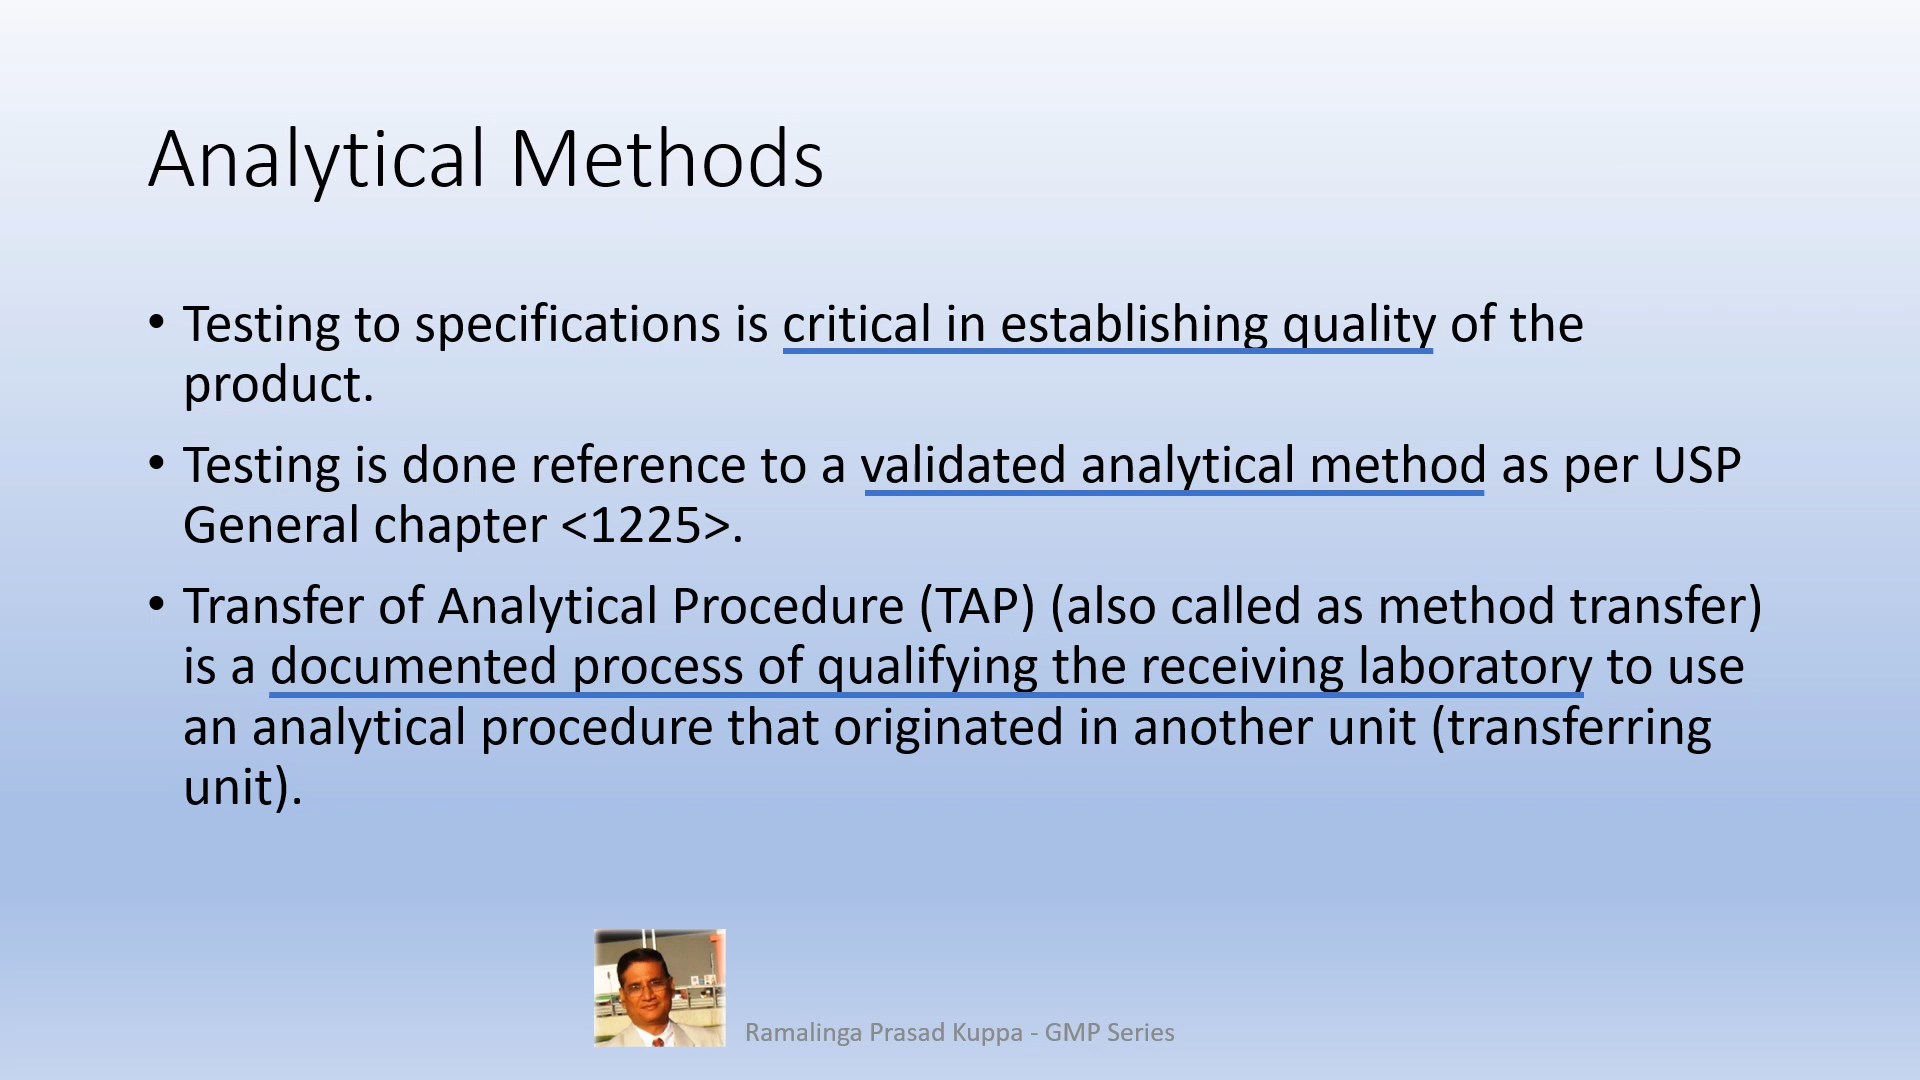 Analytical Methods
• Testing to specifications is critical in establishing quality of the
product.
• Testing is done reference to a validated analytical method as per USP
General chapter <1225>.
• Transfer of Analytical Procedure (TAP) (also called as method transfer)
is a documented process of qualifying the receiving laboratory to use
an analytical procedure that originated in another unit (transferring
unit).
Ramalinga Prasad Kuppa - GMP Series